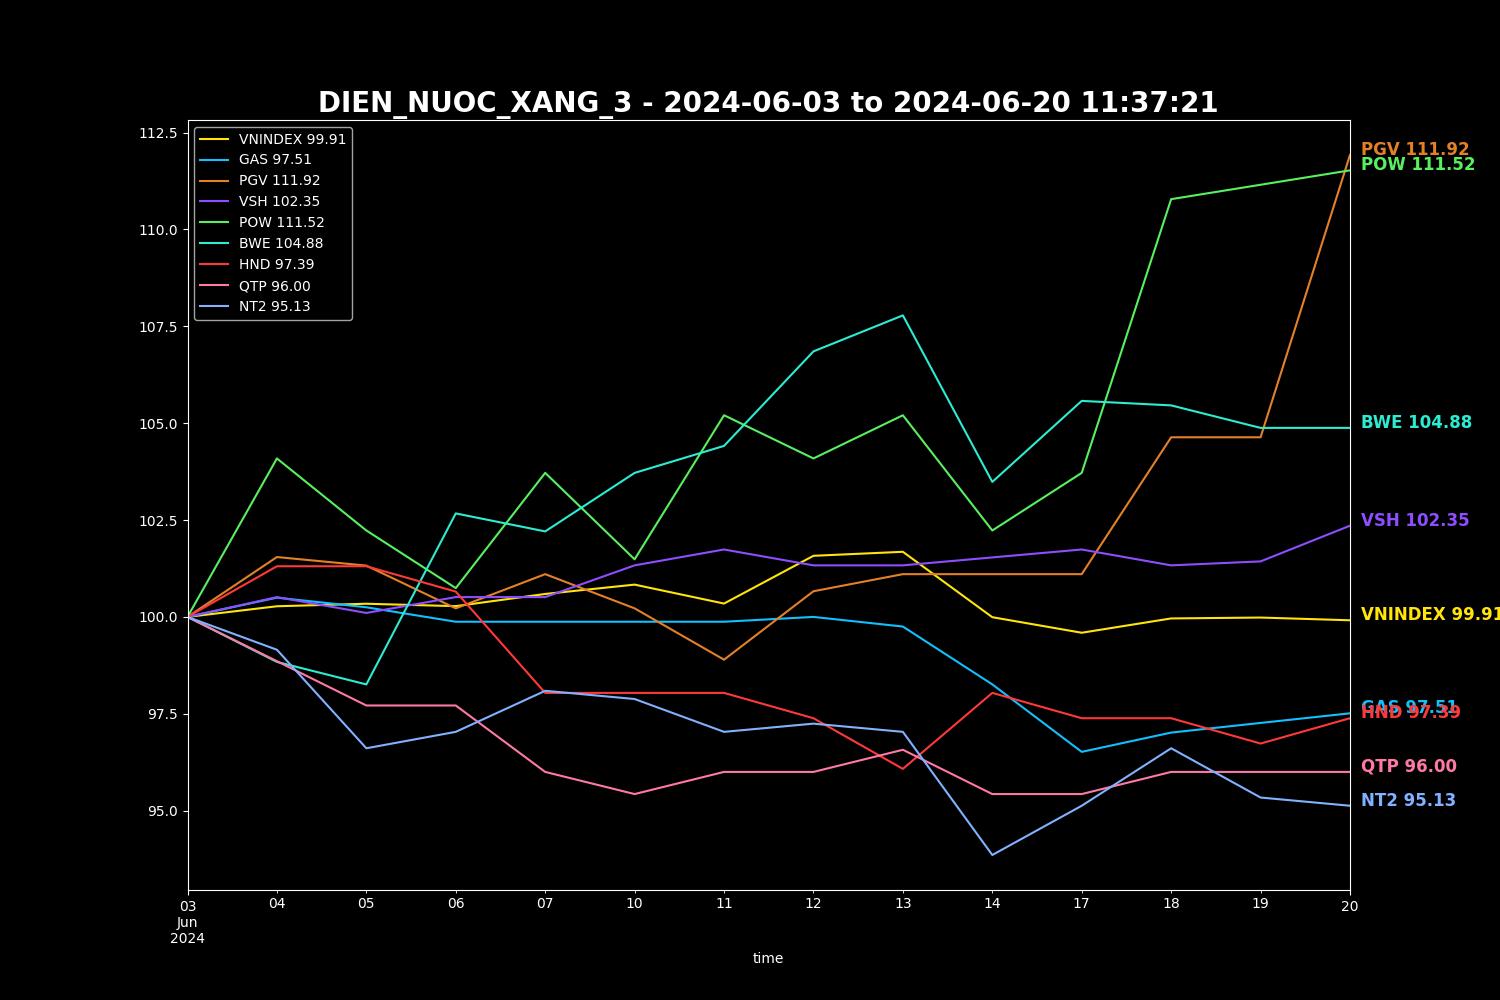 DIEN_NUOC_XANG_3 - 2024-06-03 to 2024-06-20 11:37:21
112.5
110.0
107.5
105.0
102.5
100.0
97.5
95.0
VNINDEX 99.91
GAS 97.51
PGV 111.92
VSH 102.35
POW 111.52
BWE 104.88
HND 97.39
QTP 96.00
NT2 95.13
PGV 111.92
POW 111.52
BWE 104.88
VSH 102.35
VNINDEX 99.91
GAS 97.51
HND 97.39
QTP 96.00
NT2 95.13
03 04 05 06 07 10 11 12 13 14 17 18 19 20
Jun
2024
time